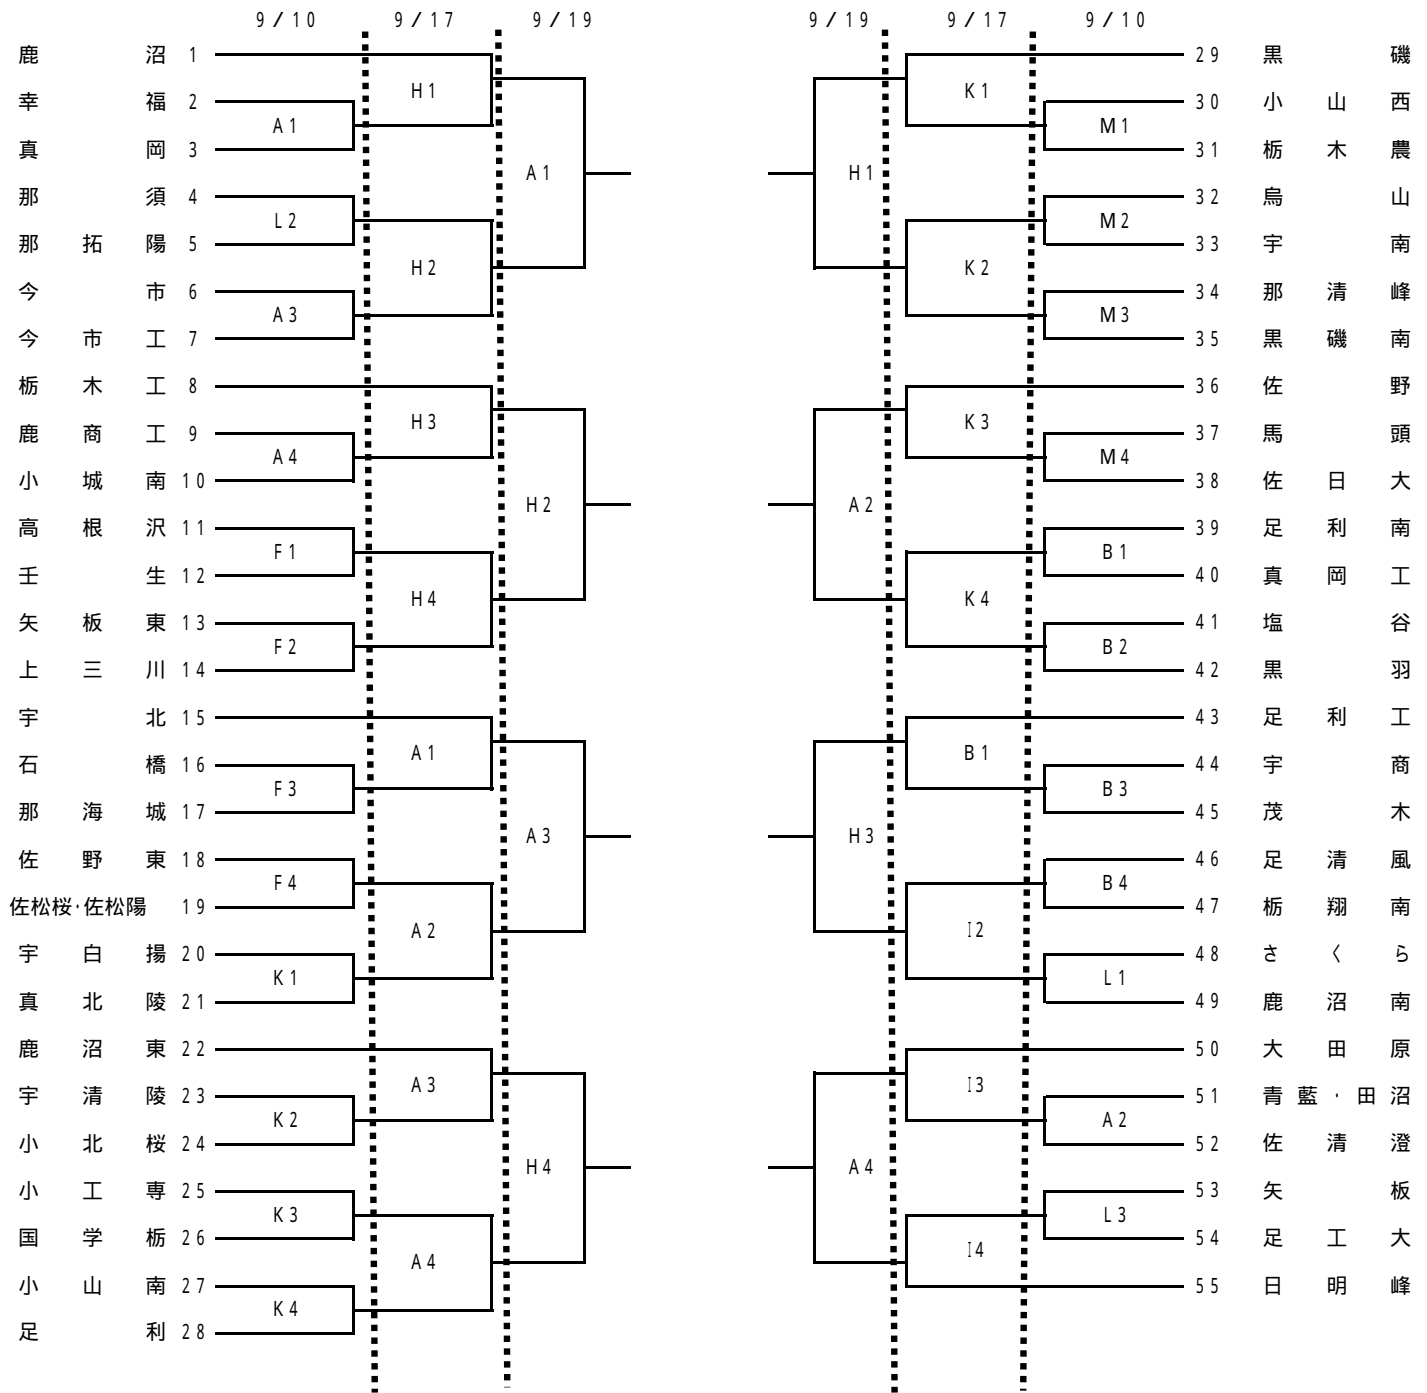 9/10 9/17 9/19 9/19 9/17 9/10
鹿沼 1 29 黒磯
H1 K1
幸福 2 30 小山西
A1 M1
真岡 3 31 栃木農
A1 H1
那須 4 32 烏山
L2 M2
那拓陽 5 33 宇南
H2 K2
今市 6 34 那清峰
A3 M3
今市工 7 35 黒磯南
栃木工 8 36 佐野
H3 K3
鹿商工 9 37 馬頭
A4 M4
小城南 10 38 佐日大
H2 A2
高根沢 11 39 足利南
F1 B1
壬生 12 40 真岡工
H4 K4
矢板東 13 41 塩谷
F2 B2
上三川 14 42 黒羽
宇北 15 43 足利工
A1 B1
石橋 16 44 宇商
F3 B3
那海城 17 45 茂木
A3 H3
佐野東 18 46 足清風
F4 B4
佐松桜·佐松陽 19 47 栃翔南
A2 I2
宇白揚 20 48 さくら
K1 L1
真北陵 21 49 鹿沼南
鹿沼東 22 50 大田原
A3 I3
宇清陵 23 51 青藍·田沼
K2 A2
小北桜 24 52 佐清澄
H4 A4
小工専 25 53 矢板
K3 L3
国学栃 26 54 足工大
A4 I4
小山南 27 55 日明峰
K4
足利 28